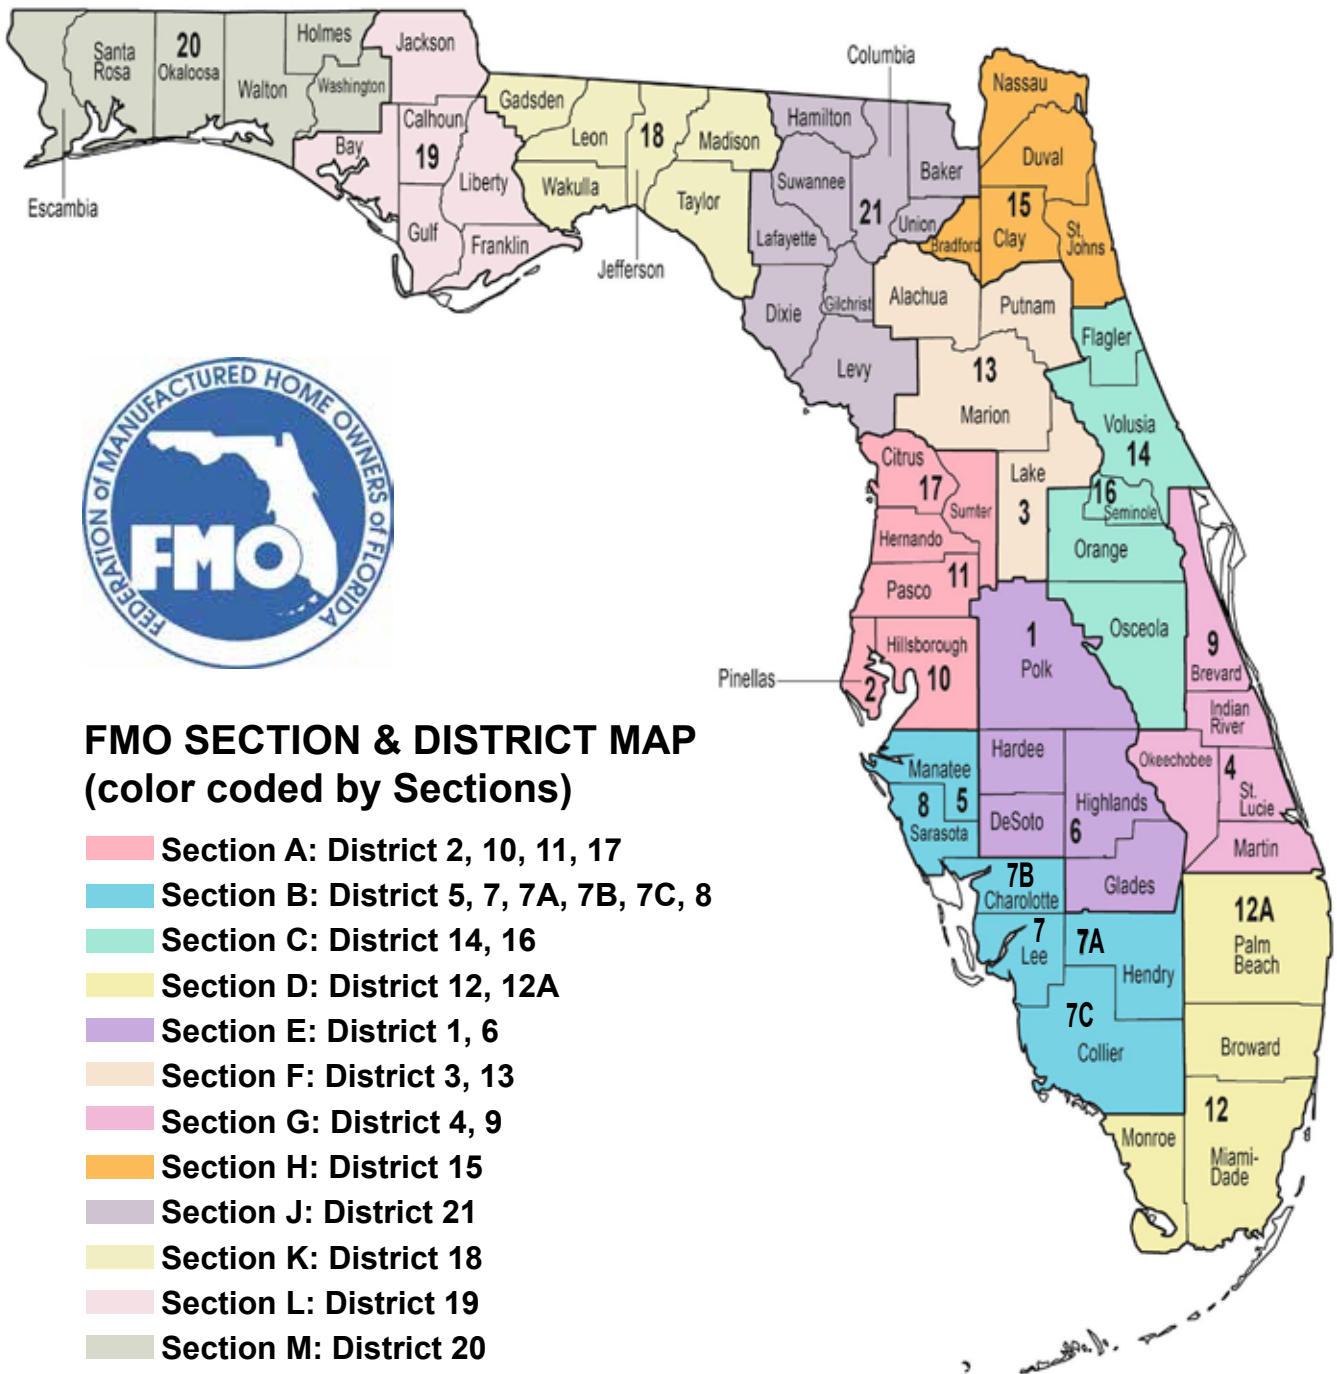 Holmes
Jackson
Santa
Rosa
20
Okaloosa
Walton
Washington
Columbia
Nassau
Gadsden
Calhoun
Hamilton
Leon
18
Madison
Bay
19
Duval
Baker
Liberty
Wakulla
Suwannee
Escambia
Taylor
21
15
Union
Gulf
Franklin
Lafayette
Bradford
Clay
St.
Johns
Jefferson
Alachua
Putnam
Dixie
Gilchrist
Flagler
Levy
13
Marion
Volusia
14
Citrus
17
Lake
3
16
Seminole
Sumter
Hernando
Orange
11
Pasco
Osceola
1
Polk
9
Brevard
Hillsborough
10
Pinellas
2
Indian
River
Hardee
Okeechobee
4
St.
Lucie
Manatee
8
5
Sarasota
DeSoto
Highlands
6
Martin
7B
Charolotte
Glades
12A
Palm
Beach
7
Lee
7A
Hendry
7C
Collier
Broward
12
Monroe
Miami-
Dade
FEDERATION of MANUFACTURED HOME OWNERS of FLORIDA
FMO
FMO SECTION & DISTRICT MAP
(color coded by Sections)
Section A: District 2, 10, 11, 17
Section B: District 5, 7, 7A, 7B, 7C, 8
Section C: District 14, 16
Section D: District 12, 12A
Section E: District 1, 6
Section F: District 3, 13
Section G: District 4, 9
Section H: District 15
Section J: District 21
Section K: District 18
Section L: District 19
Section M: District 20